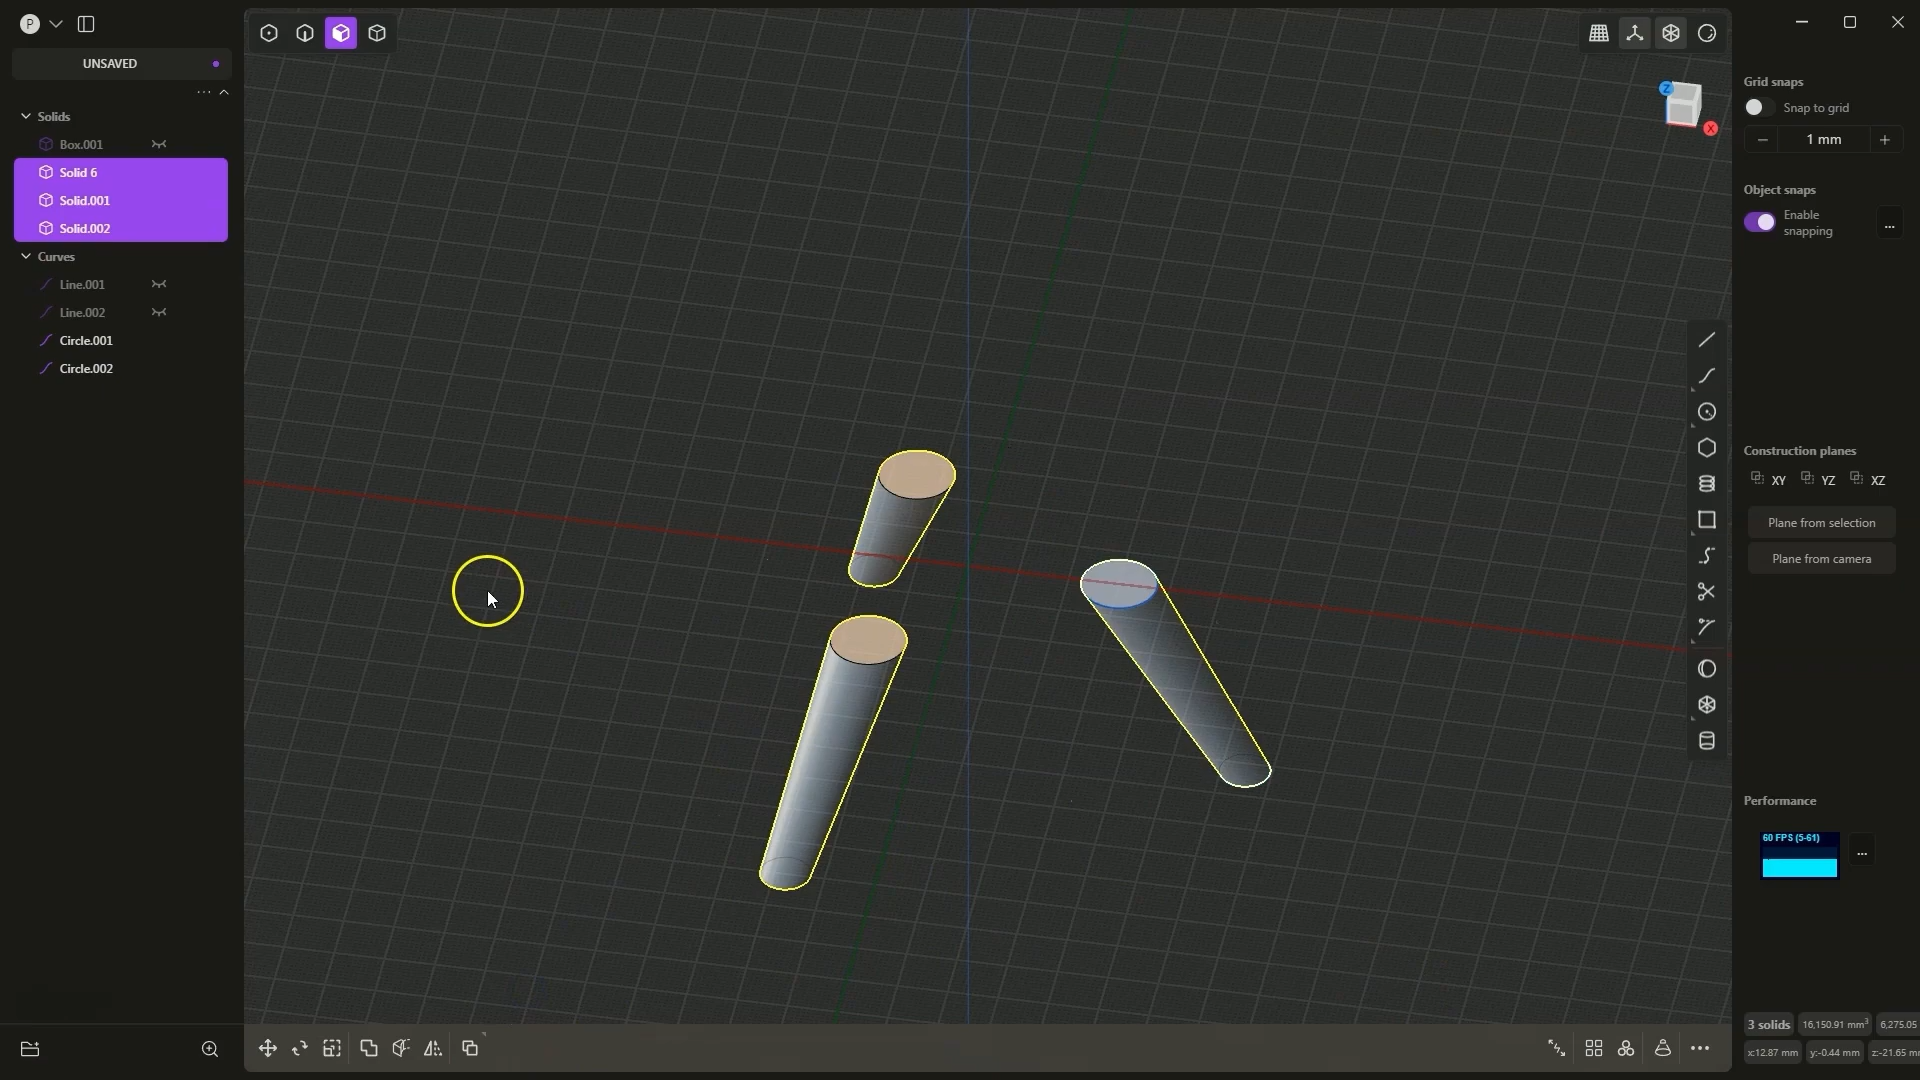 P
UNSAVED
Solids
Box.001
Solid 6
Solid.001
Solid.002
Curves
Line.001
Line.002
Circle.001
Circle.002
Z
X
Grid snaps
Snap to grid
1 mm
Object snaps
Enable
snapping
Construction planes
XY YZ XZ
Plane from selection
Plane from camera
Performance
60 FPS (5-61)
3 solids 16,150.91 mm³ 6,275.05
x:12.87 mm y:-0.44 mm z:-21.65 mm